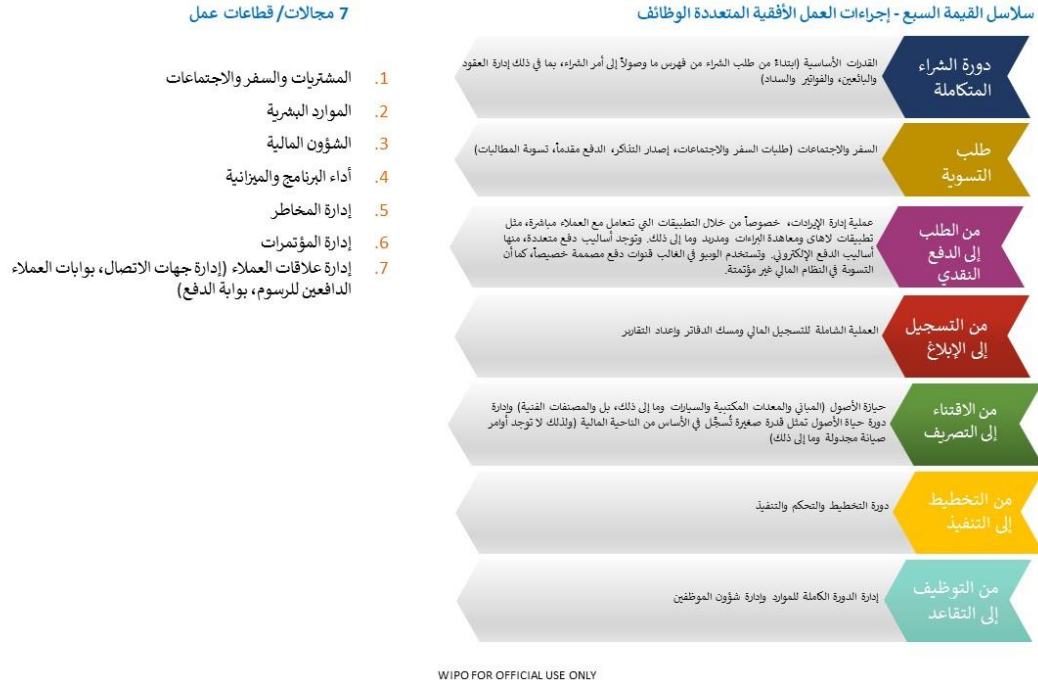 سلاسل القيمة السبع - إجراءات العمل الأفقية المتعددة الوظائف
دورة الشراء
المتكاملة
القدرات الأساسية (ابتداءً من طلب الشراء من فهرس ما وصولاً إلى أمر الشراء، بما في ذلك إدارة العقود
والبائعين، والفواتير والسداد)
طلب
التسوية
السفر والاجتماعات (طلبات السفر والاجتماعات، إصدار التذاكر، الدفع مقدماً، تسوية المطالبات)
من الطلب
إلى الدفع
النقدي
عملية إدارة الإيرادات، خصوصاً من خلال التطبيقات التي تتعامل مع العملاء مباشرة، مثل
تطبيقات لاهاي ومعاهدة البراءات ومدريد وما إلى ذلك. وتوجد أساليب دفع متعددة، منها
أساليب الدفع الإلكتروني. وتستخدم الويبو في الغالب قنوات دفع مصممة خصيصاً، كما أن
التسوية في النظام المالي غير مؤتمتة.
من التسجيل
إلى الإبلاغ
العملية الشاملة للتسجيل المالي ومسك الدفاتر وإعداد التقارير
من الاقتناء
إلى التصريف
حيازة الأصول (المباني والمعدات المكتبية والسيارات وما إلى ذلك، بل والمصنفات الفنية) وإدارة
دورة حياة الأصول تمثل قدرة صغيرة تُسجَّل في الأساس من الناحية المالية (ولذلك لا توجد أوامر
صيانة مجدولة وما إلى ذلك)
من التخطيط
إلى التنفيذ
دورة التخطيط والتحكم والتنفيذ
من التوظيف
إلى التقاعد
إدارة الدورة الكاملة للموارد وإدارة شؤون الموظفين
7 مجالات/ قطاعات عمل
1. المشتريات والسفر والاجتماعات
2. الموارد البشرية
3. الشؤون المالية
4. أداء البرنامج والميزانية
5. إدارة المخاطر
6. إدارة المؤتمرات
7. إدارة علاقات العملاء (إدارة جهات الاتصال، بوابات العملاء
الدافعين للرسوم، بوابة الدفع)
WIPO FOR OFFICIAL USE ONLY